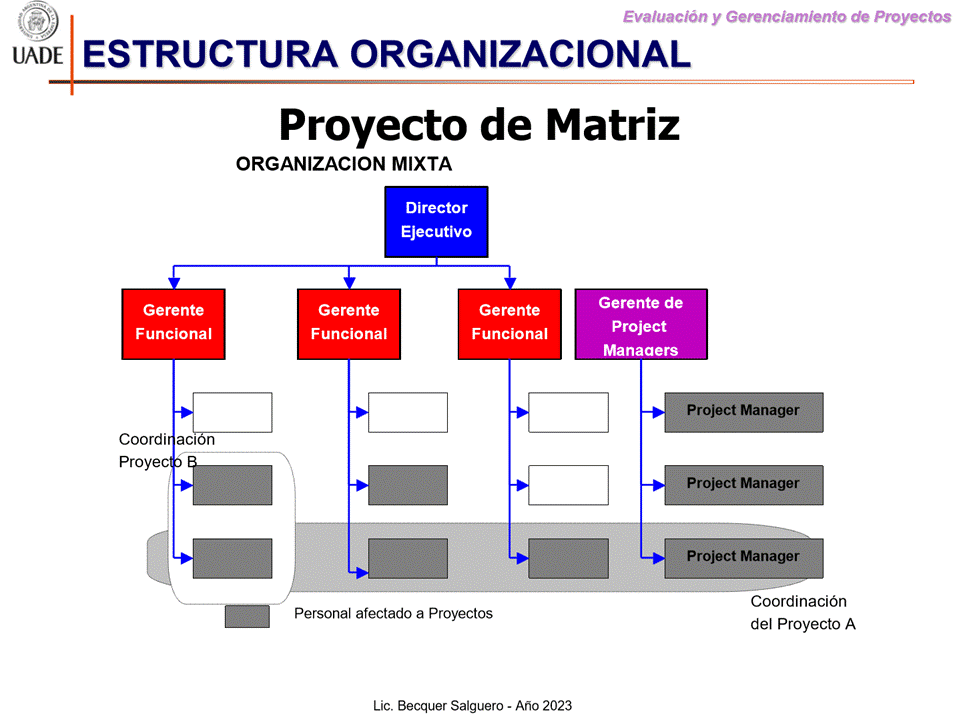 Evaluación y Gerenciamiento de Proyectos
UADE
ESTRUCTURA ORGANIZACIONAL
Proyecto de Matriz
ORGANIZACION MIXTA
Director
Ejecutivo
Gerente
Funcional
Gerente
Funcional
Gerente
Funcional
Gerente de
Project
Managers
Project Manager
Coordinación
Proyecto B
Project Manager
Project Manager
Personal afectado a Proyectos
Coordinación
del Proyecto A
Lic. Becquer Salguero - Año 2023